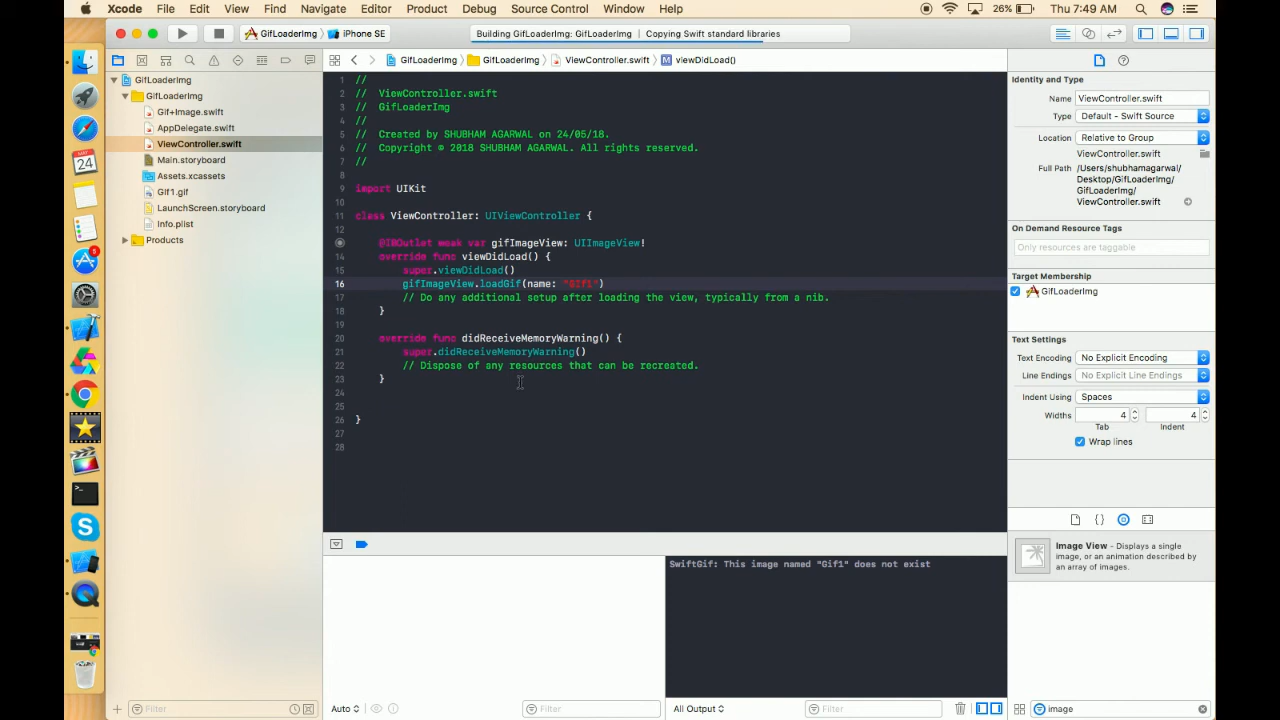 Xcode File Edit View Find Navigate Editor Product Debug Source Control Window Help 26% Thu 7:49 AM
GifLoaderImg iPhone SE Building GifLoaderImg: GifLoaderImg | Copying Swift standard libraries
GifLoaderImg GifLoaderImg ViewController.swift M viewDidLoad()
GifLoaderImg
GifLoaderImg
Gif+Image.swift
AppDelegate.swift
ViewController.swift
Main.storyboard
Assets.xcassets
Gif1.gif
LaunchScreen.storyboard
Info.plist
Products
MAY
24
5
>_
Filter
1 //
2 // ViewController.swift
3 // GifLoaderImg
4 //
5 // Created by SHUBHAM AGARWAL on 24/05/18.
6 // Copyright © 2018 SHUBHAM AGARWAL. All rights reserved.
7 //
8
9 import UIKit
10
11 class ViewController: UIViewController {
12
@IBOutlet weak var gifImageView: UIImageView!
14 override func viewDidLoad() {
15 super.viewDidLoad()
16 gifImageView.loadGif(name: "Gif1")
17 // Do any additional setup after loading the view, typically from a nib.
18 }
19
20 override func didReceiveMemoryWarning() {
21 super.didReceiveMemoryWarning()
22 // Dispose of any resources that can be recreated.
23 }
24
25
26 }
27
28
SwiftGif: This image named "Gif1" does not exist
Auto Filter All Output Filter
Identity and Type
Name ViewController.swift
Type Default - Swift Source
Location Relative to Group
ViewController.swift
Full Path /Users/shubhamagarwal/
Desktop/GifLoaderImg/
GifLoaderImg/
ViewController.swift
On Demand Resource Tags
Only resources are taggable
Target Membership
GifLoaderImg
Text Settings
Text Encoding No Explicit Encoding
Line Endings No Explicit Line Endings
Indent Using Spaces
Widths 4 4
Tab Indent
Wrap lines
{ }
Image View - Displays a single
image, or an animation described by
an array of images.
image